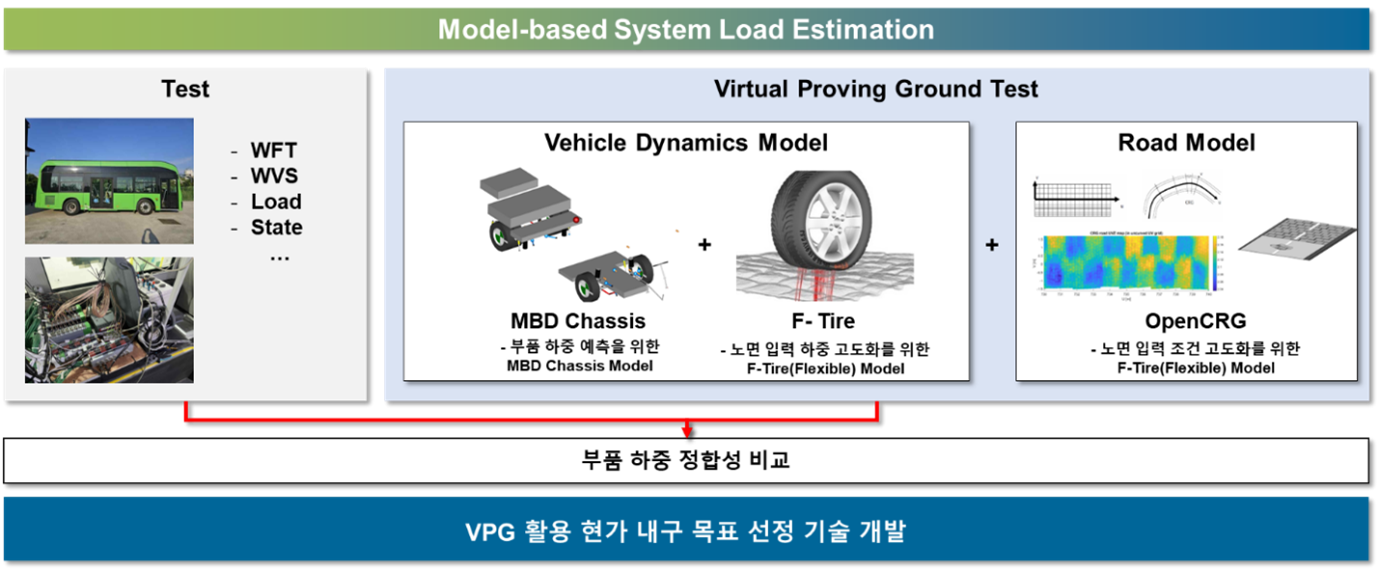 Model-based System Load Estimation
Test
- WFT
- WVS
- Load
- State
...
Virtual Proving Ground Test
Vehicle Dynamics Model
+
+
MBD Chassis
- 부품 하중 예측을 위한
MBD Chassis Model
F- Tire
- 노면 입력 하중 고도화를 위한
F-Tire(Flexible) Model
Road Model
OpenCRG
- 노면 입력 조건 고도화를 위한
F-Tire(Flexible) Model
부품 하중 정합성 비교
VPG 활용 현가 내구 목표 선정 기술 개발